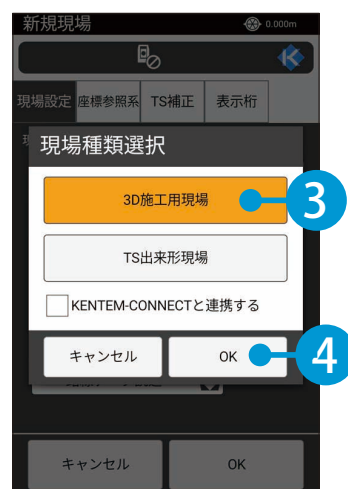 新規現場
0.000m
現場設定 座標参照系 TS補正 表示桁
現場種類選択
3D施工用現場
3
TS出来形現場
KENTEM-CONNECTと連携する
キャンセル OK
4
キャンセル OK